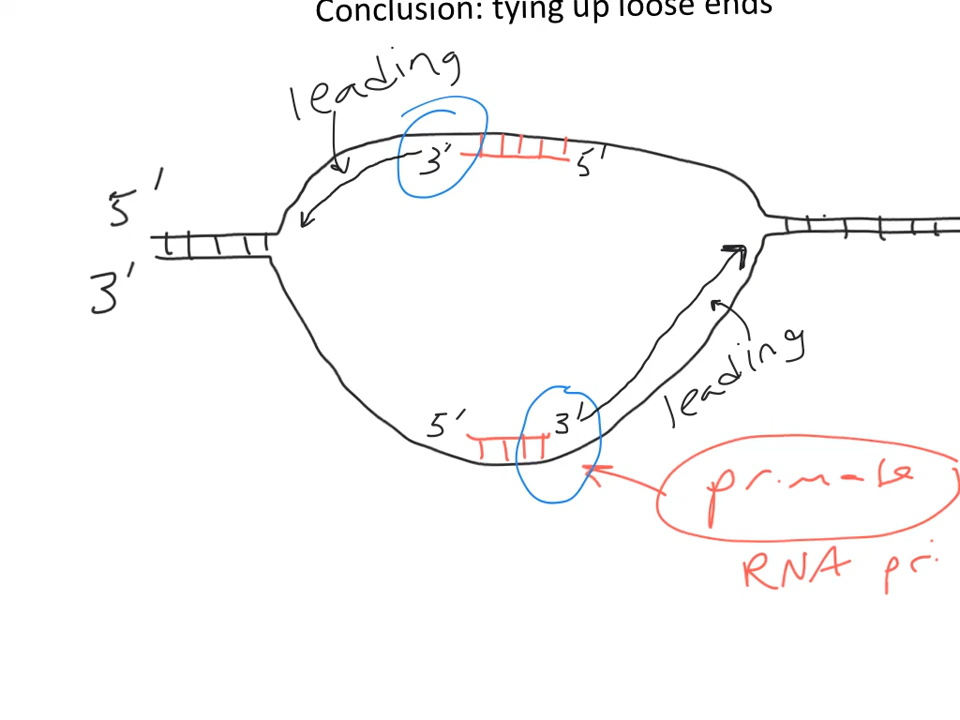 Conclusion: tying up loose ends
leading
3'
5'
5'
3'
leading
5'
3'
RNA pri